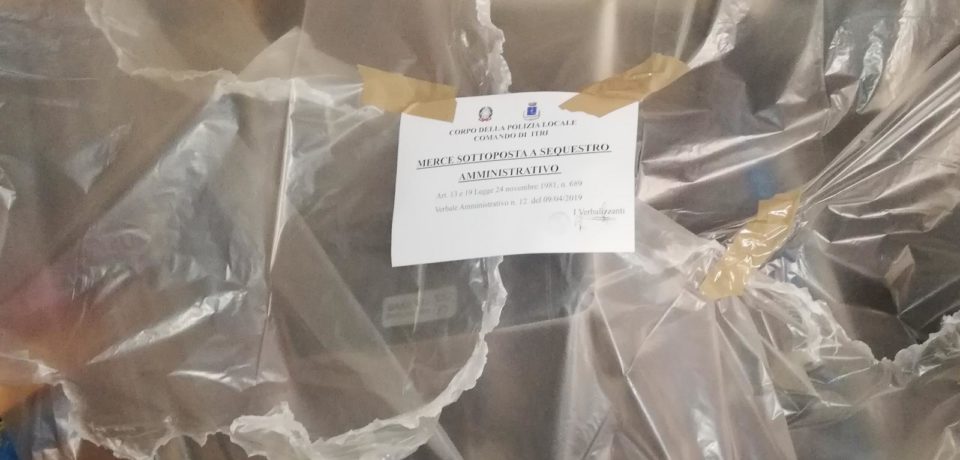 CORPO DELLA POLIZIA LOCALE
COMANDO DI ITRI
MERCE SOTTOPOSTA A SEQUESTRO
AMMINISTRATIVO
Art. 13 e 19 Legge 24 novembre 1981, n. 689
Verbale Amministrativo n. 12 del 09/04/2019
I Verbalizzanti